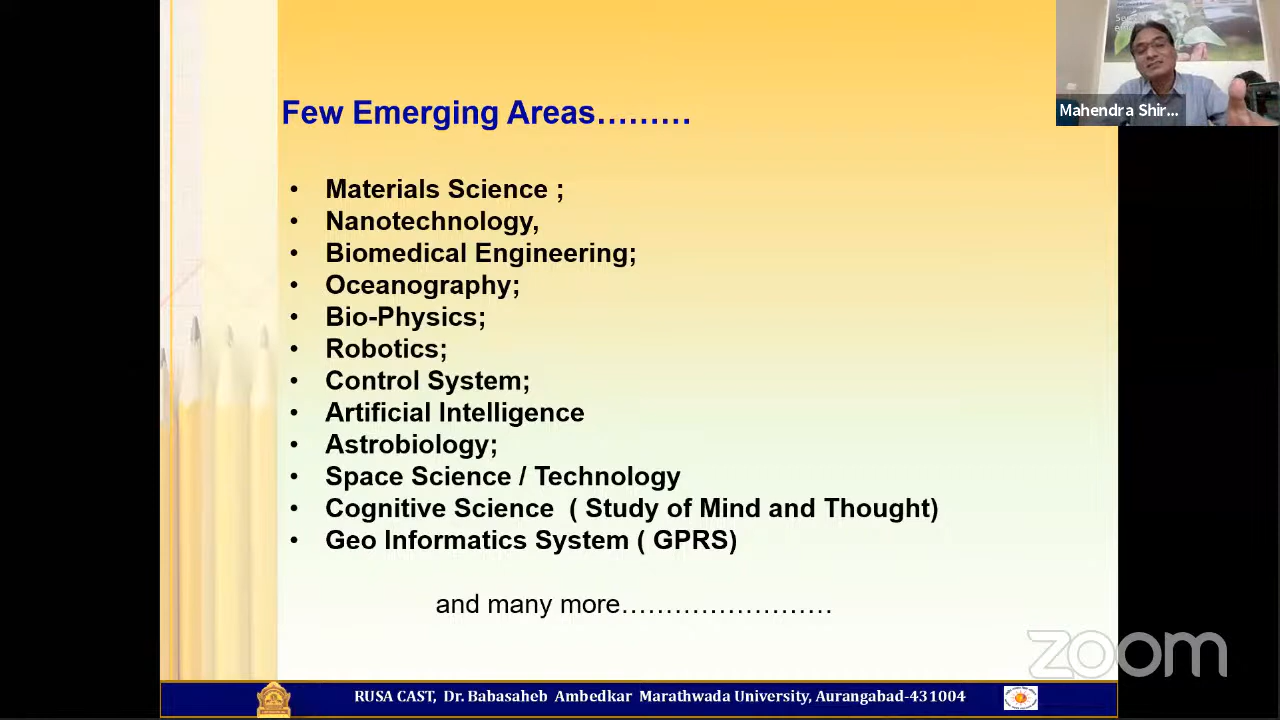 Few Emerging Areas………
Mahendra Shir...
• Materials Science ;
• Nanotechnology,
• Biomedical Engineering;
• Oceanography;
• Bio-Physics;
• Robotics;
• Control System;
• Artificial Intelligence
• Astrobiology;
• Space Science / Technology
• Cognitive Science ( Study of Mind and Thought)
• Geo Informatics System ( GPRS)
and many more……………………
zoom
RUSA CAST, Dr. Babasaheb Ambedkar Marathwada University, Aurangabad-431004